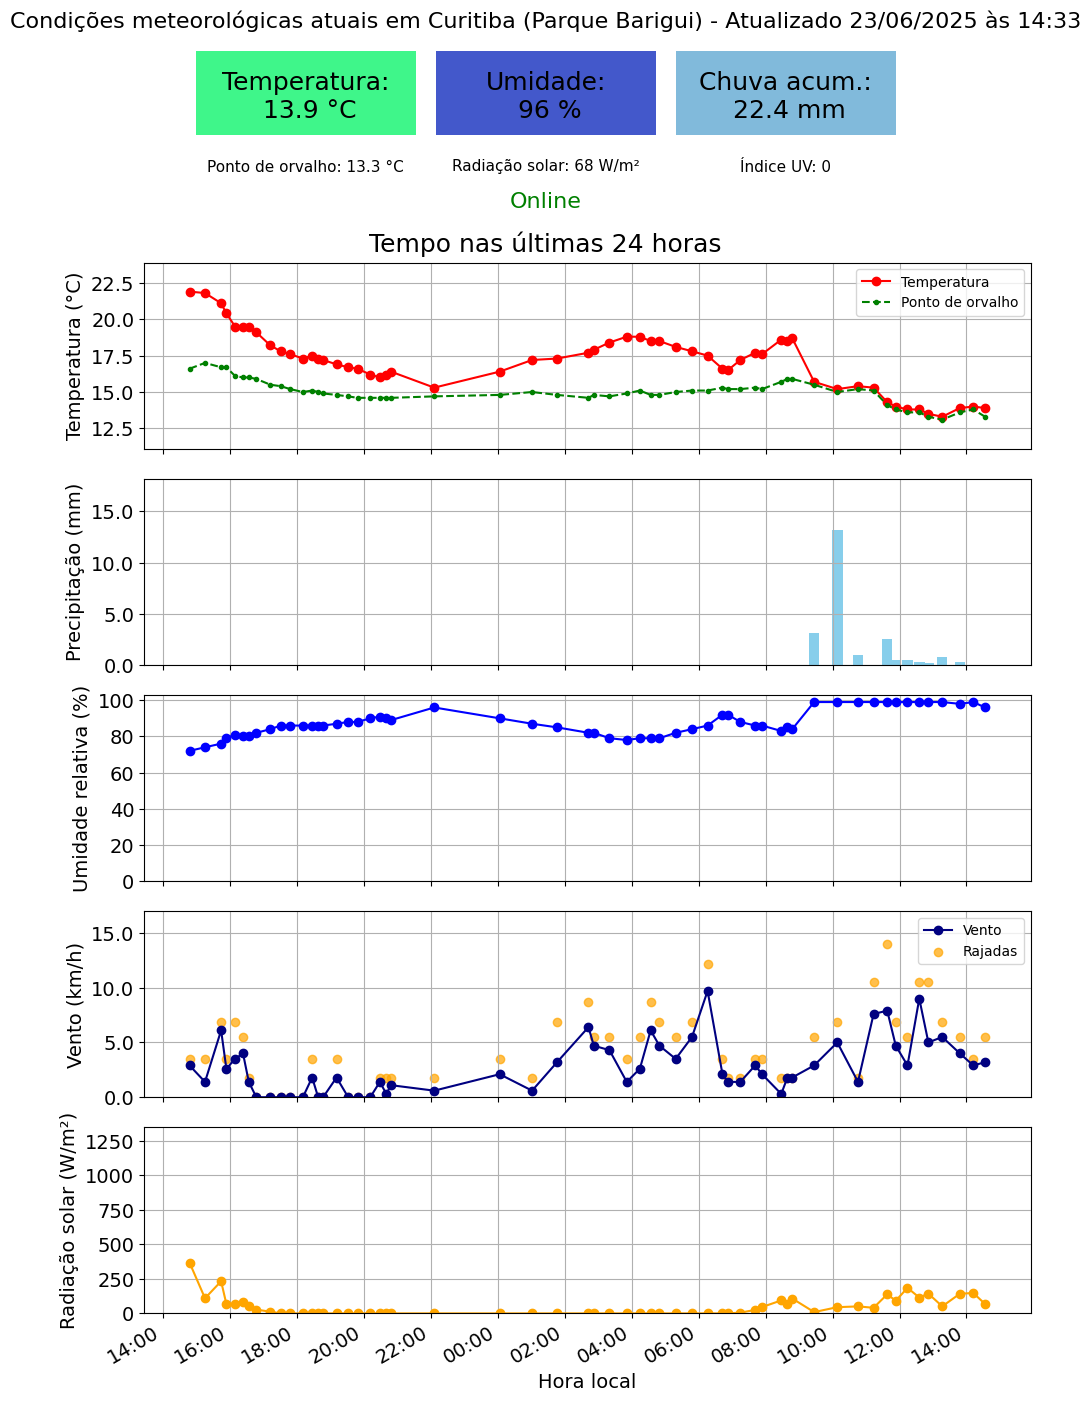 Condições meteorológicas atuais em Curitiba (Parque Barigui) - Atualizado 23/06/2025 às 14:33
Temperatura:
13.9 °C
Umidade:
96 %
Chuva acum.:
22.4 mm
Ponto de orvalho: 13.3 °C
Radiação solar: 68 W/m²
Índice UV: 0
Online
Tempo nas últimas 24 horas
Temperatura (°C)
22.5
20.0
17.5
15.0
12.5
Temperatura
Ponto de orvalho
Precipitação (mm)
15.0
10.0
5.0
0.0
Umidade relativa (%)
100
80
60
40
20
0
Vento (km/h)
15.0
10.0
5.0
0.0
Vento
Rajadas
Radiação solar (W/m²)
1250
1000
750
500
250
0
14:00
16:00
18:00
20:00
22:00
00:00
02:00
04:00
06:00
08:00
10:00
12:00
14:00
Hora local